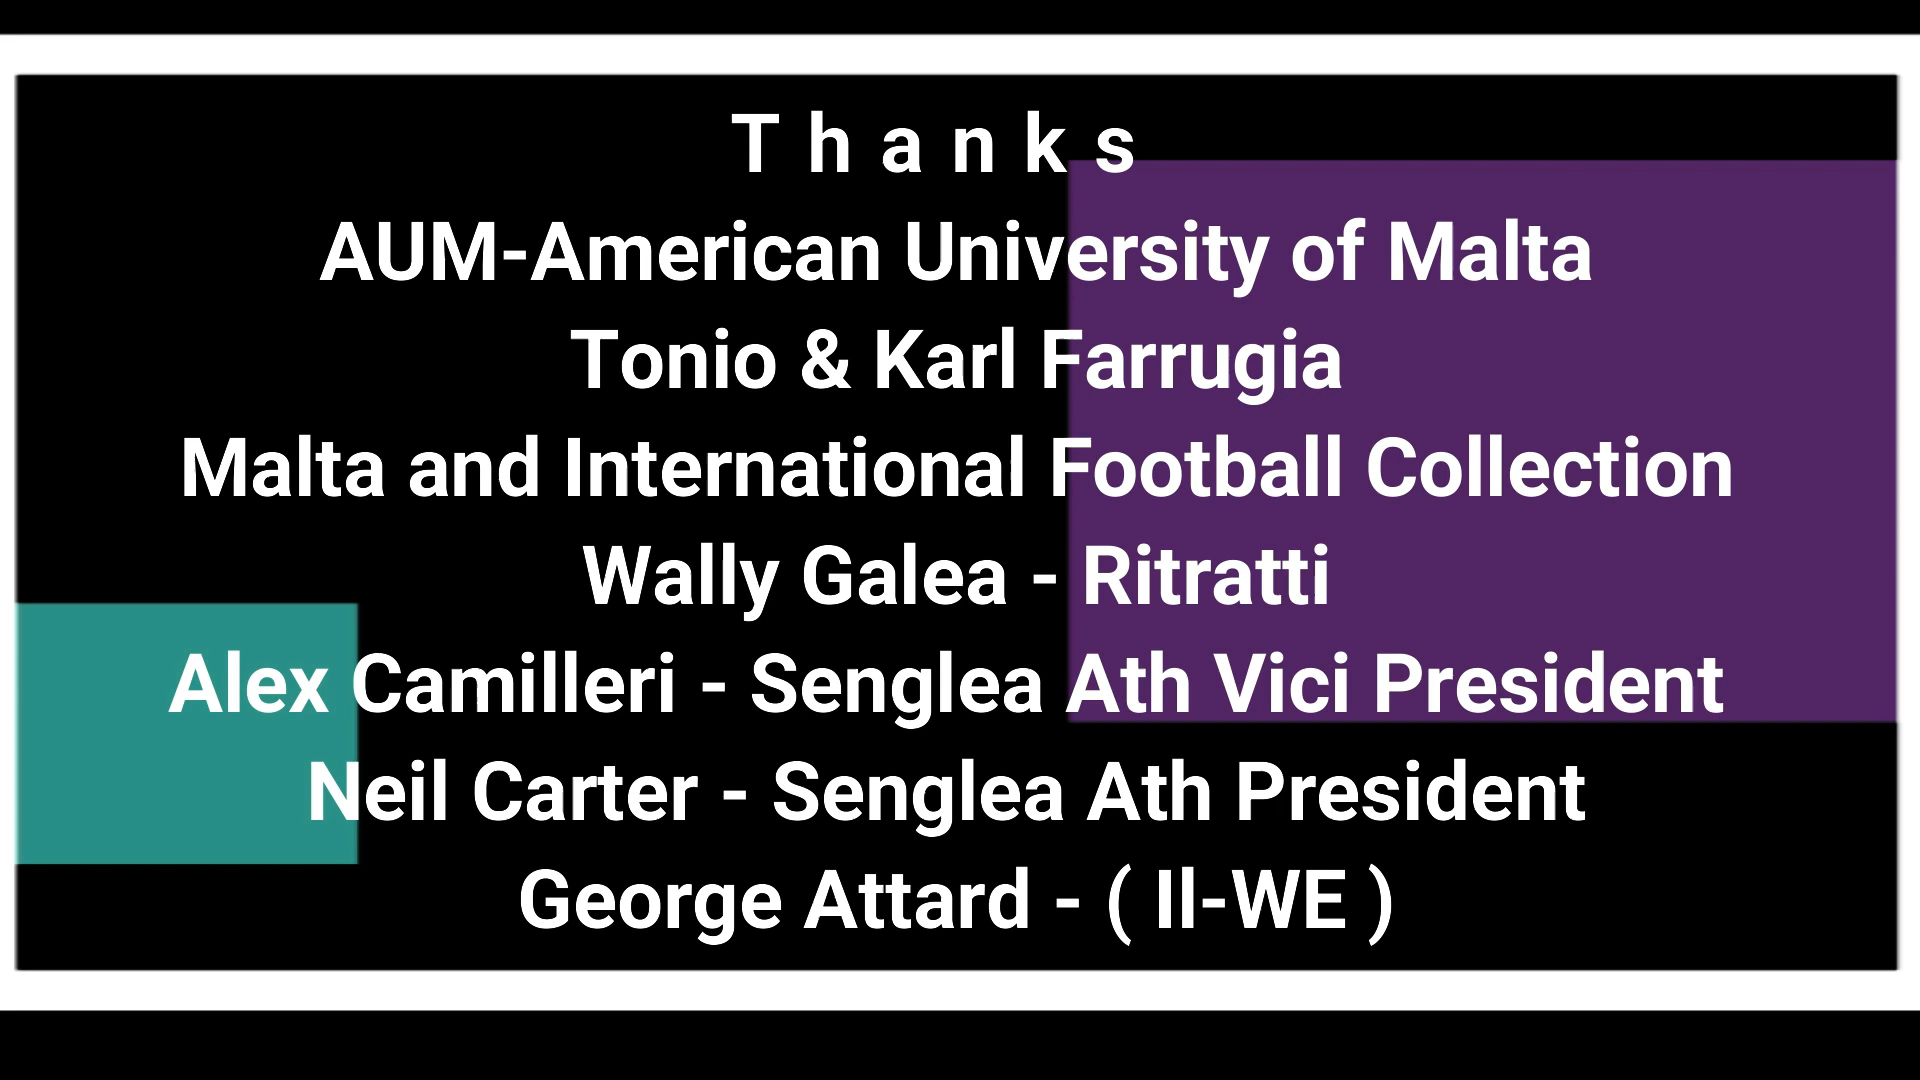 T h a n k s
AUM-American University of Malta
Tonio & Karl Farrugia
Malta and International Football Collection
Wally Galea - Ritratti
Alex Camilleri - Senglea Ath Vici President
Neil Carter - Senglea Ath President
George Attard - ( Il-WE )